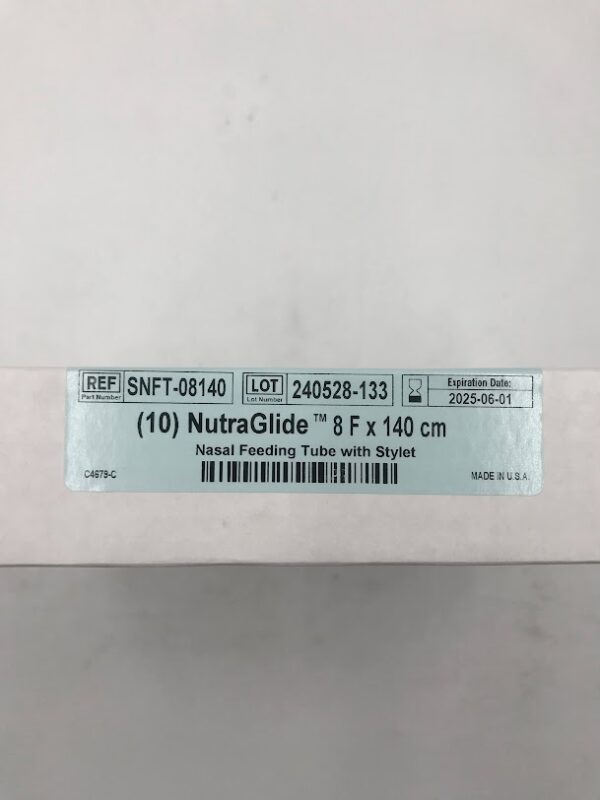 REF SNFT-08140 LOT 240528-133 Expiration Date:
Part Number Lot Number 2025-06-01
(10) NutraGlide™ 8 F x 140 cm
Nasal Feeding Tube with Stylet
C4679-C MADE IN U.S.A.